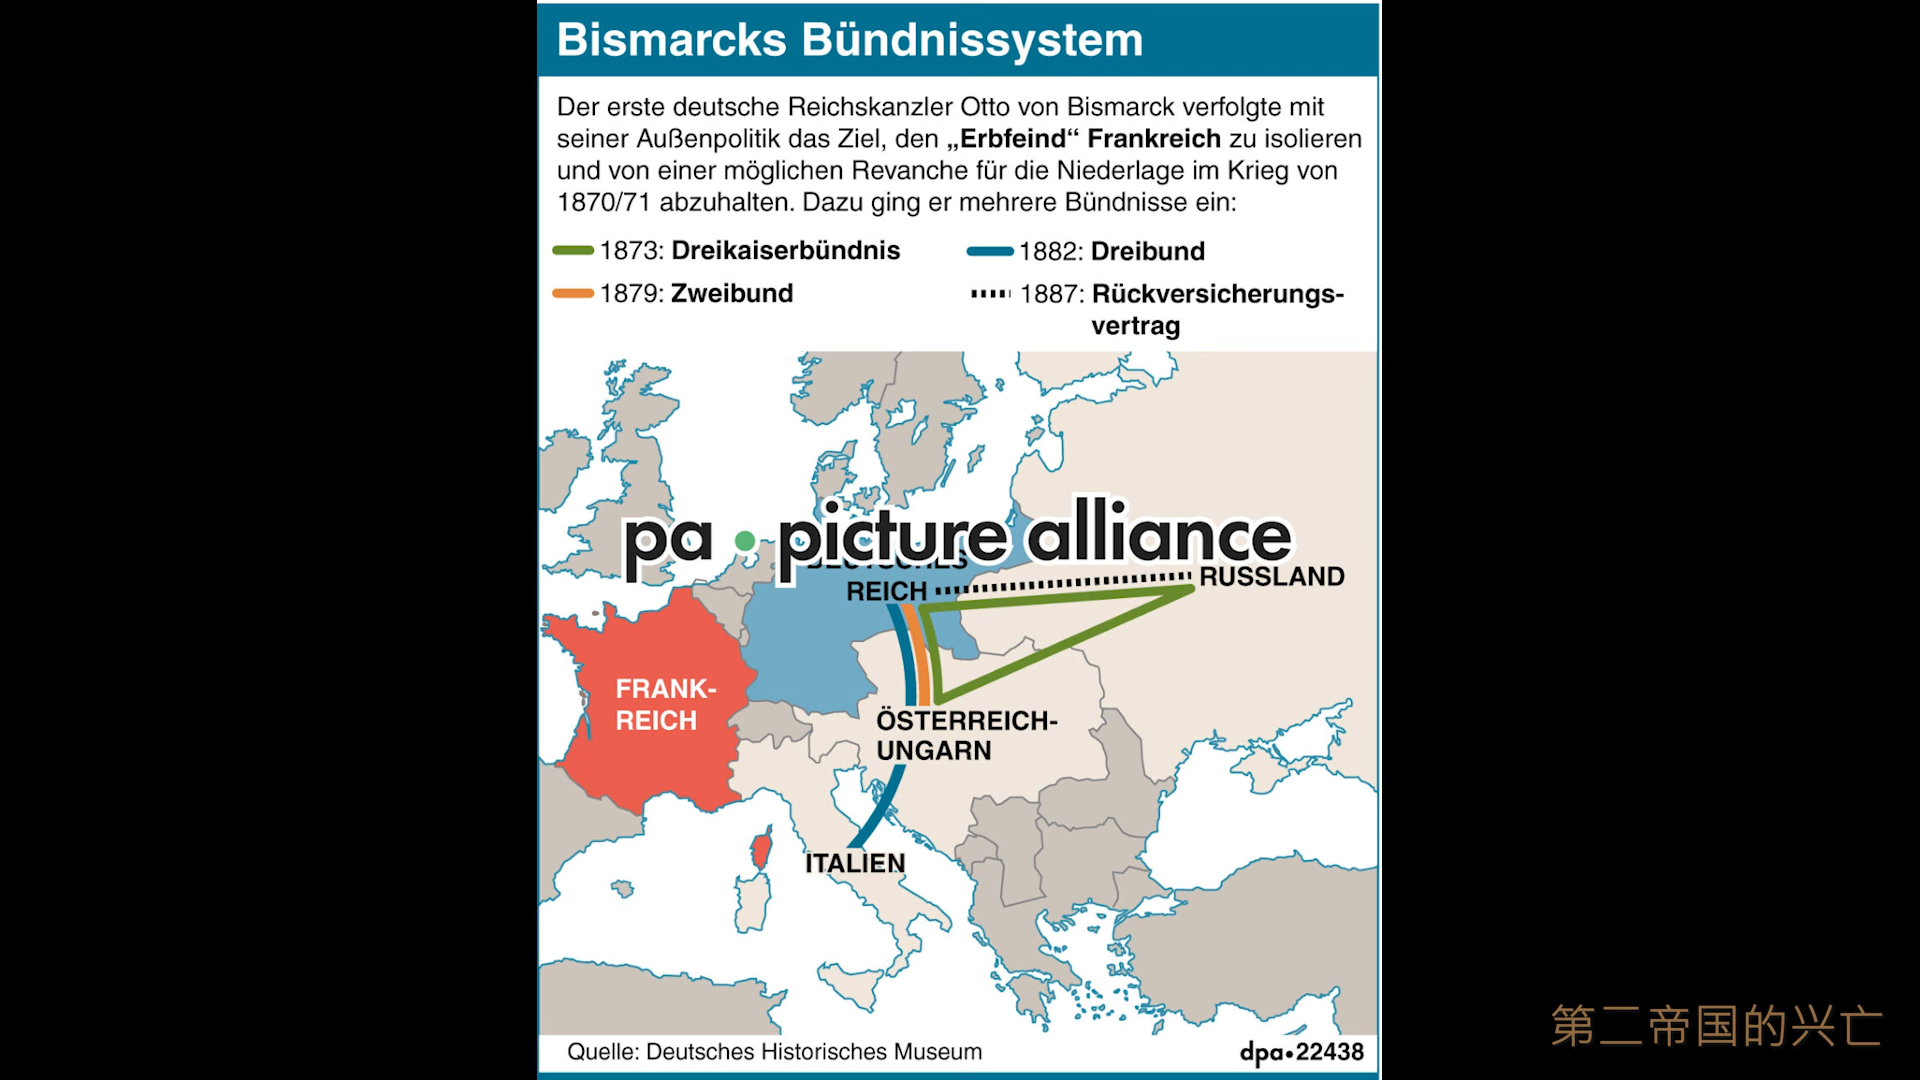 Bismarcks Bündnissystem
Der erste deutsche Reichskanzler Otto von Bismarck verfolgte mit
seiner Außenpolitik das Ziel, den „Erbfeind“ Frankreich zu isolieren
und von einer möglichen Revanche für die Niederlage im Krieg von
1870/71 abzuhalten. Dazu ging er mehrere Bündnisse ein:
1873: Dreikaiserbündnis
1882: Dreibund
1879: Zweibund
1887: Rückversicherungs-
vertrag
pa picture alliance
DEUTSCHES
REICH
RUSSLAND
FRANK-
REICH
ÖSTERREICH-
UNGARN
ITALIEN
Quelle: Deutsches Historisches Museum
dpa•22438
第二帝国的兴亡